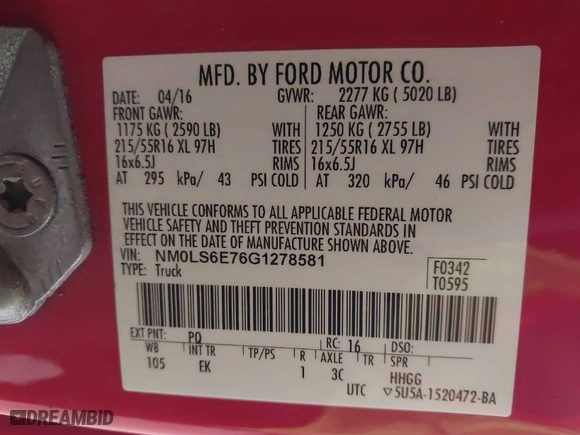 MFD. BY FORD MOTOR CO.
DATE: 04/16 GVWR: 2277 KG ( 5020 LB)
FRONT GAWR: REAR GAWR:
1175 KG ( 2590 LB) WITH 1250 KG ( 2755 LB) WITH
215/55R16 XL 97H TIRES 215/55R16 XL 97H TIRES
16x6.5J RIMS 16x6.5J RIMS
AT 295 kPa/ 43 PSI COLD AT 320 kPa/ 46 PSI COLD
THIS VEHICLE CONFORMS TO ALL APPLICABLE FEDERAL MOTOR
VEHICLE SAFETY AND THEFT PREVENTION STANDARDS IN
EFFECT ON THE DATE OF MANUFACTURE SHOWN ABOVE.
VIN: NM0LS6E76G1278581 F0342
TYPE: Truck T0595
EXT PNT: PQ RC: 16 DSO:
WB INT TR TP/PS R AXLE TR SPR
105 EK 1 3C HHGG
UTC 5U5A-1520472-BA
DREAMBID